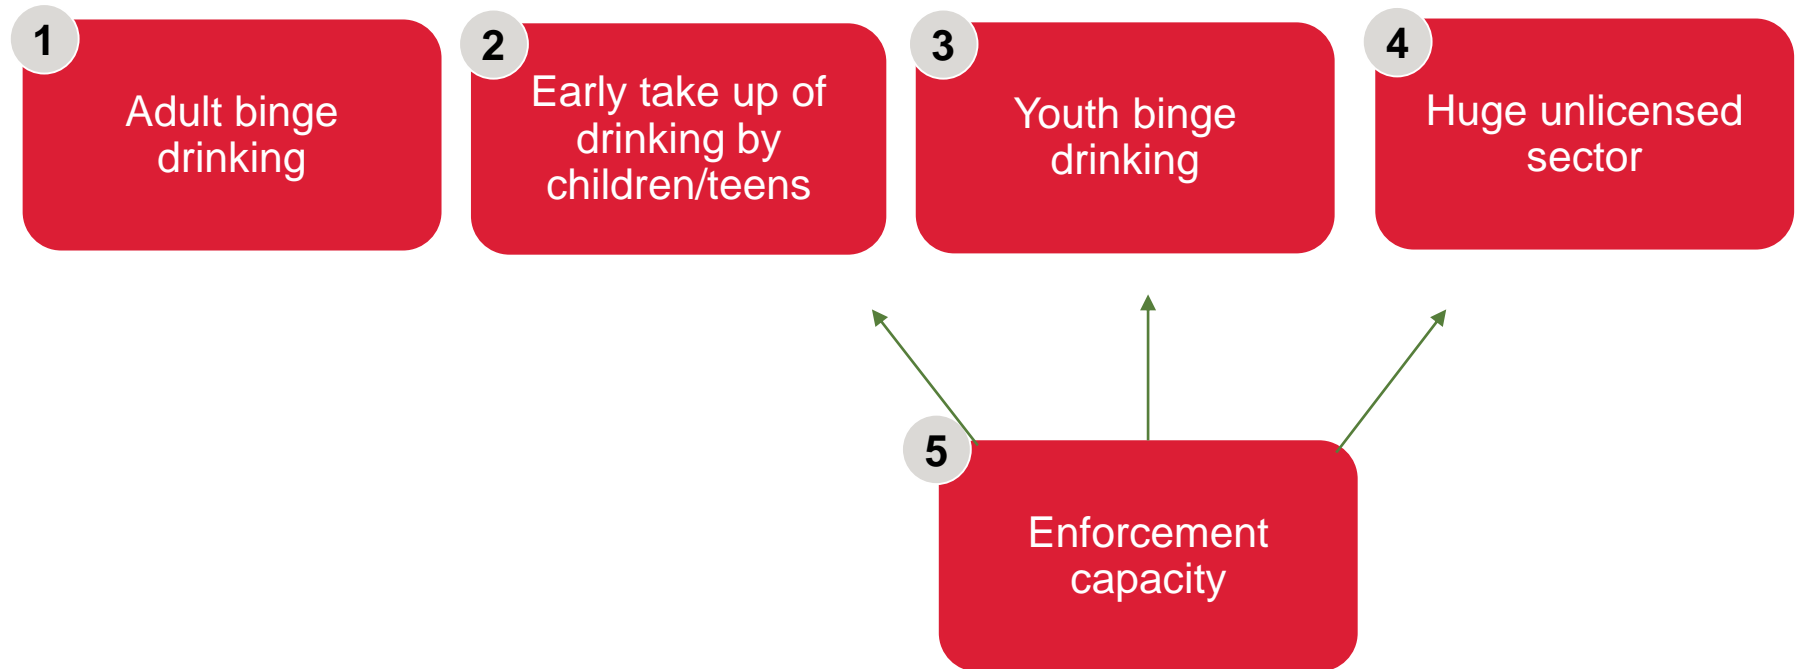 1
Adult binge
drinking
2
Early take up of
drinking by
children/teens
3
Youth binge
drinking
4
Huge unlicensed
sector
5
Enforcement
capacity